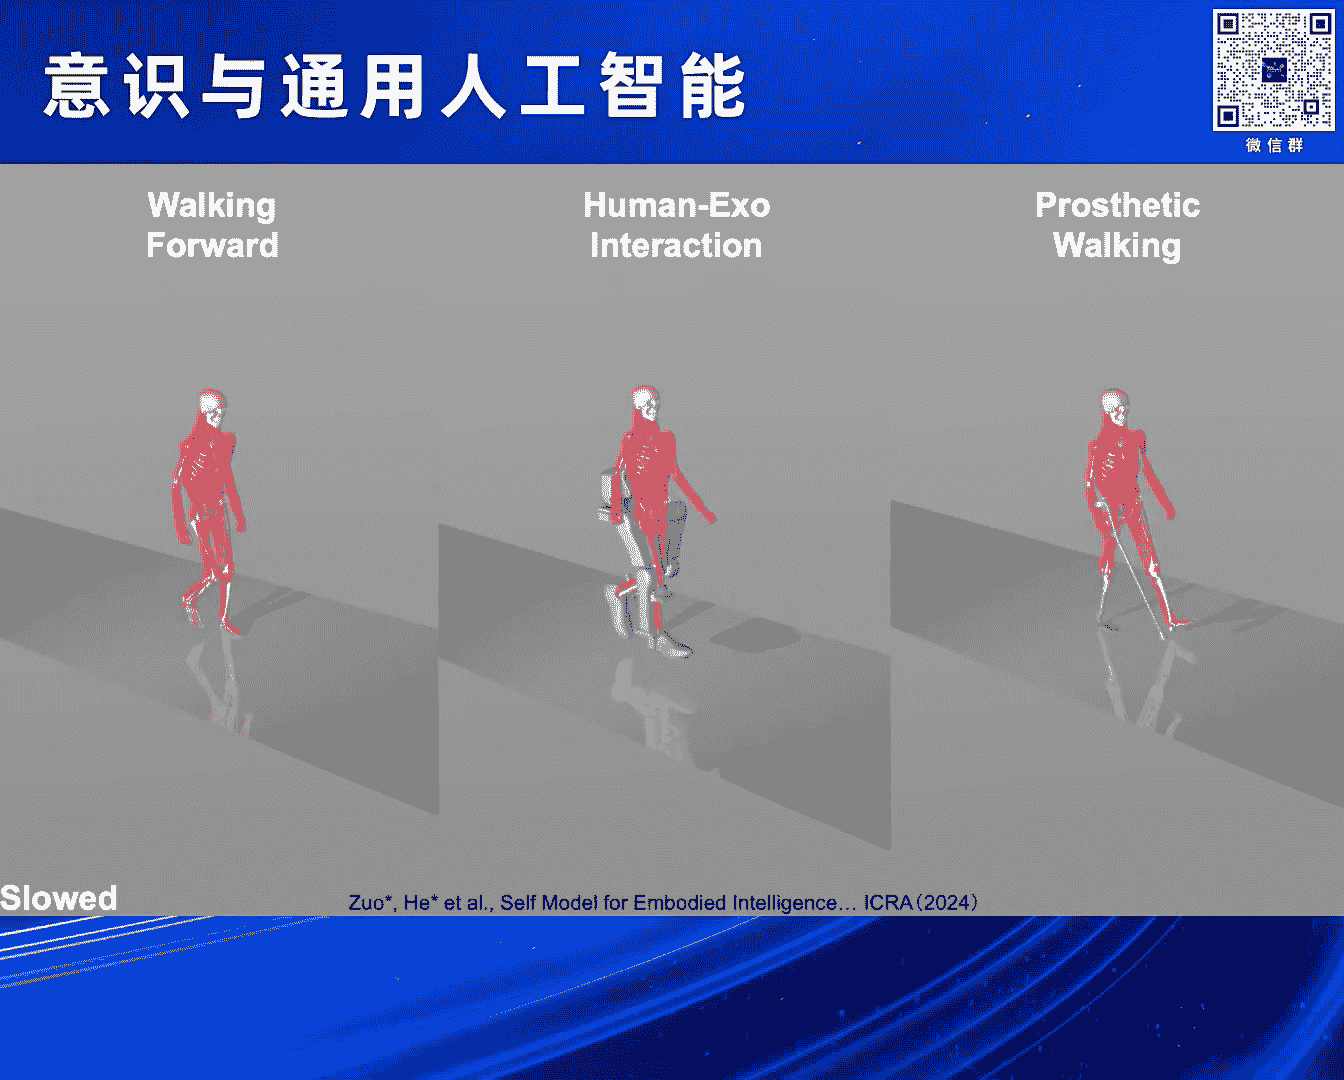 意识与通用人工智能
微信群
Walking
Forward
Human-Exo
Interaction
Prosthetic
Walking
Slowed
Zuo*, He* et al., Self Model for Embodied Intelligence... ICRA（2024）